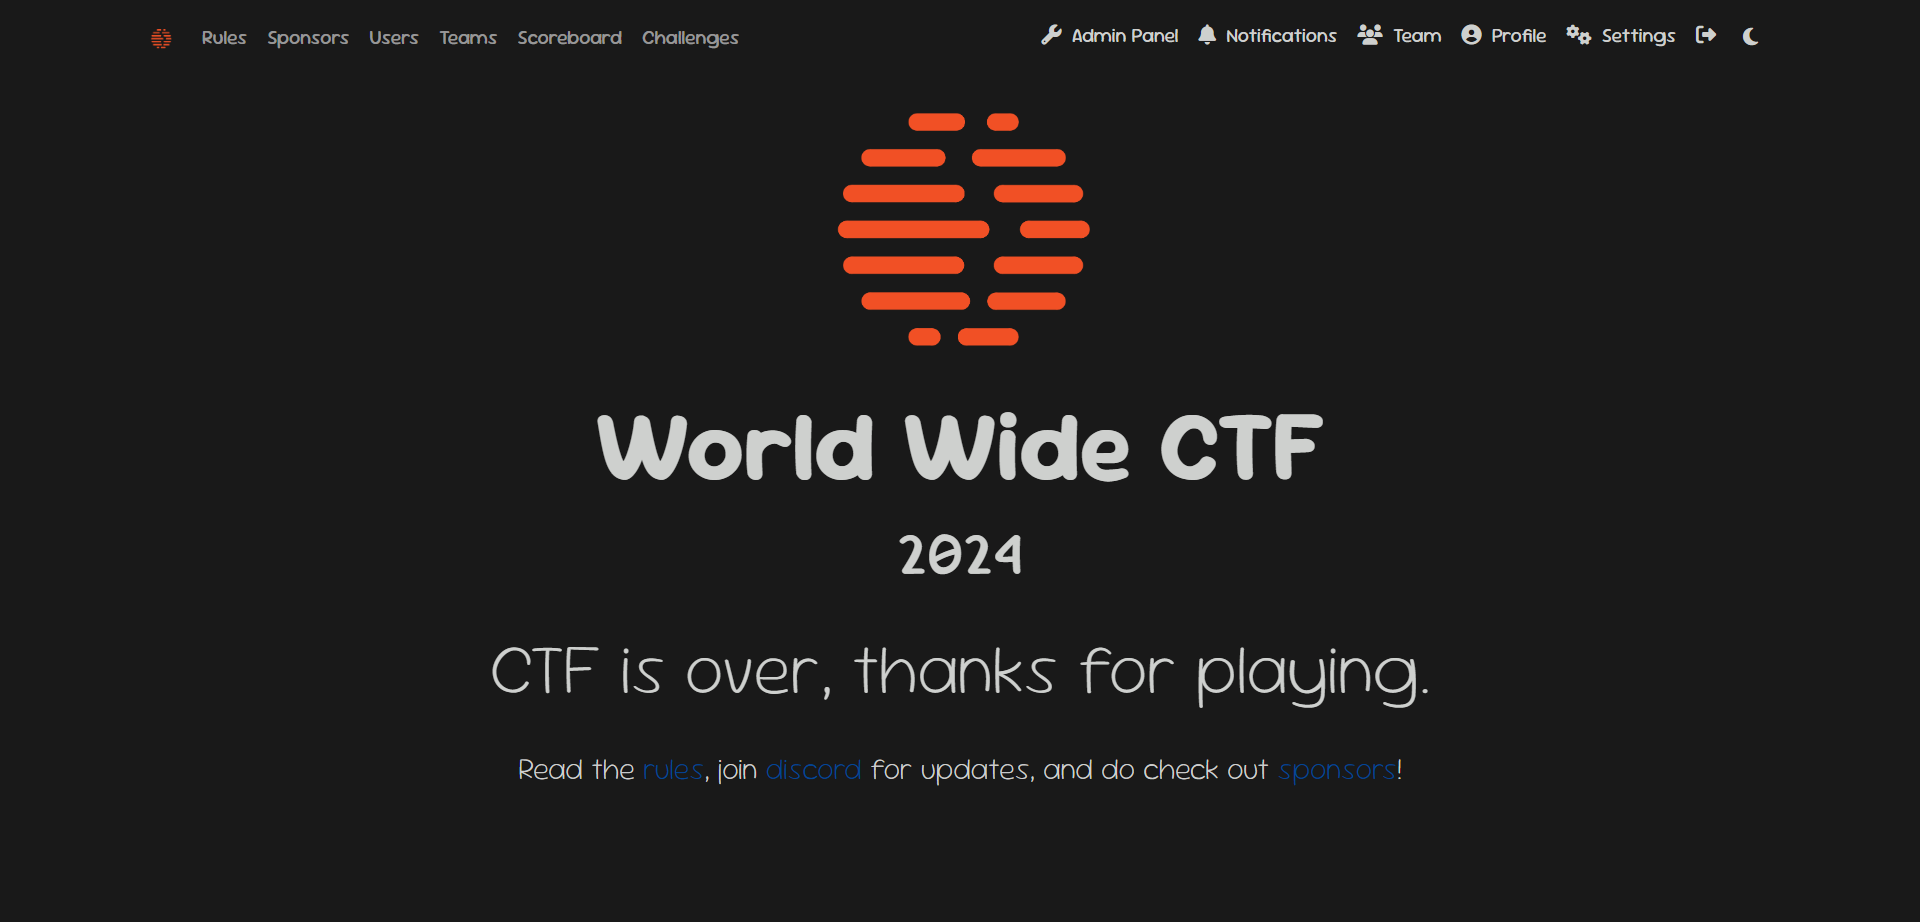 Rules Sponsors Users Teams Scoreboard Challenges Admin Panel Notifications Team Profile Settings
World Wide CTF
2024
CTF is over, thanks for playing.
Read the rules, join discord for updates, and do check out sponsors!